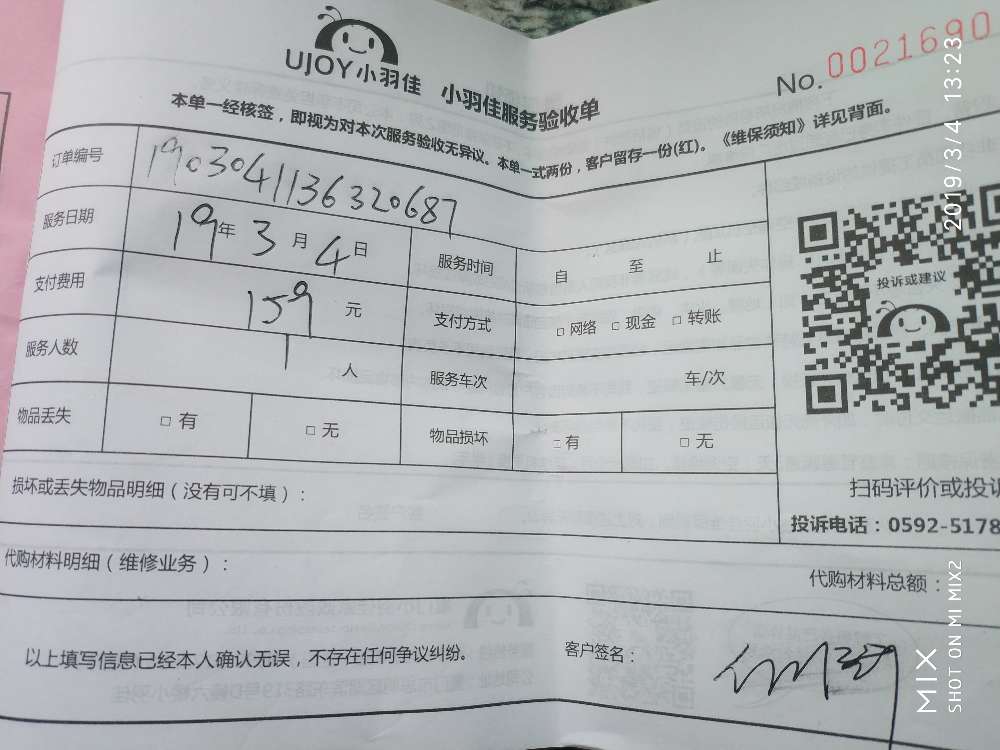 UJOY小羽佳 小羽佳服务验收单
No. 0021690
本单一经核签，即视为对本次服务验收无异议。本单一式两份，客户留存一份(红)。《维保须知》详见背面。
订单编号 1903041136320687
服务日期 19年3月4日 服务时间 自 至 止
支付费用 159 元 支付方式 □ 网络 □ 现金 □ 转账
服务人数 1 人 服务车次 车/次
物品丢失 □ 有 □ 无 物品损坏 □ 有 □ 无
投诉或建议
损坏或丢失物品明细（没有可不填）：
扫码评价或投诉
投诉电话：0592-5178
代购材料明细（维修业务）：
代购材料总额：
以上填写信息已经本人确认无误，不存在任何争议纠纷。 客户签名：
2019/3/4 13:23
MIX
SHOT ON MI MIX2